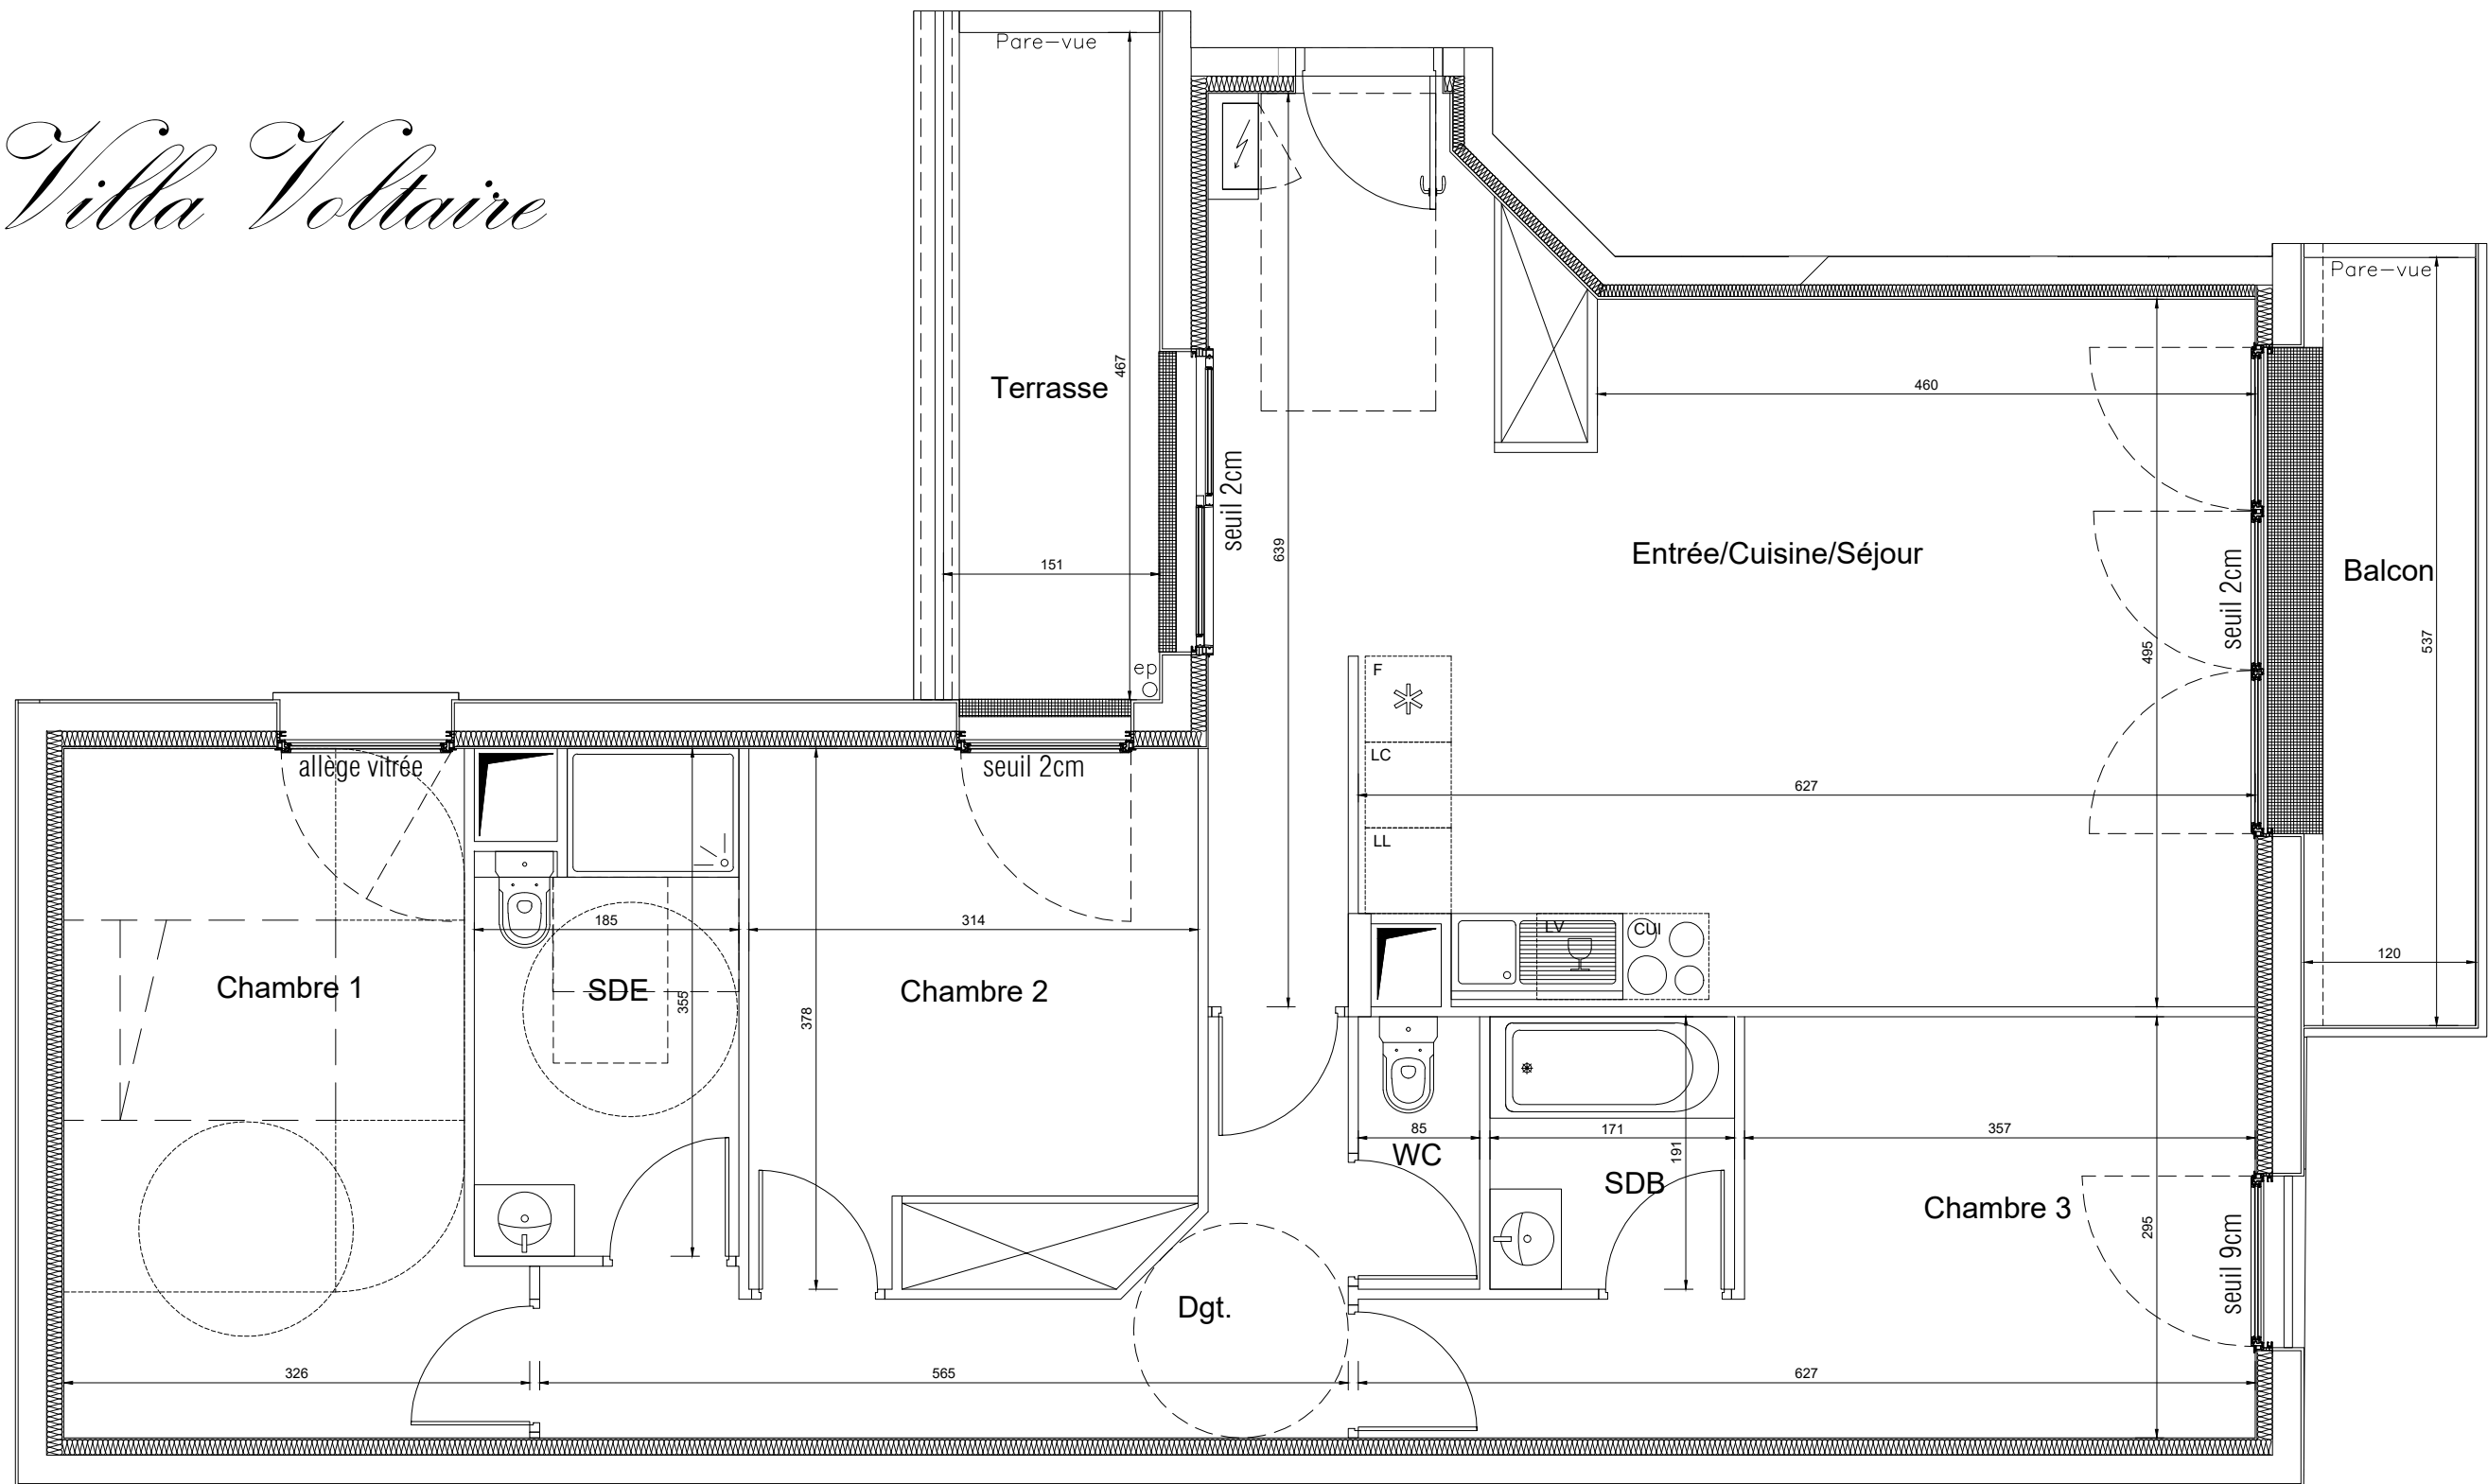 Villa Voltaire
Pare-vue
467
Terrasse
151
ep
seuil 2cm
639
Pare-vue
460
Entrée/Cuisine/Séjour
495
seuil 2cm
Balcon
537
120
F
LC
LL
627
LV
CUI
allège vitrée
seuil 2cm
185
314
Chambre 1
SDE
355
378
Chambre 2
85
WC
171
191
SDB
357
Chambre 3
295
seuil 9cm
Dgt.
326
565
627